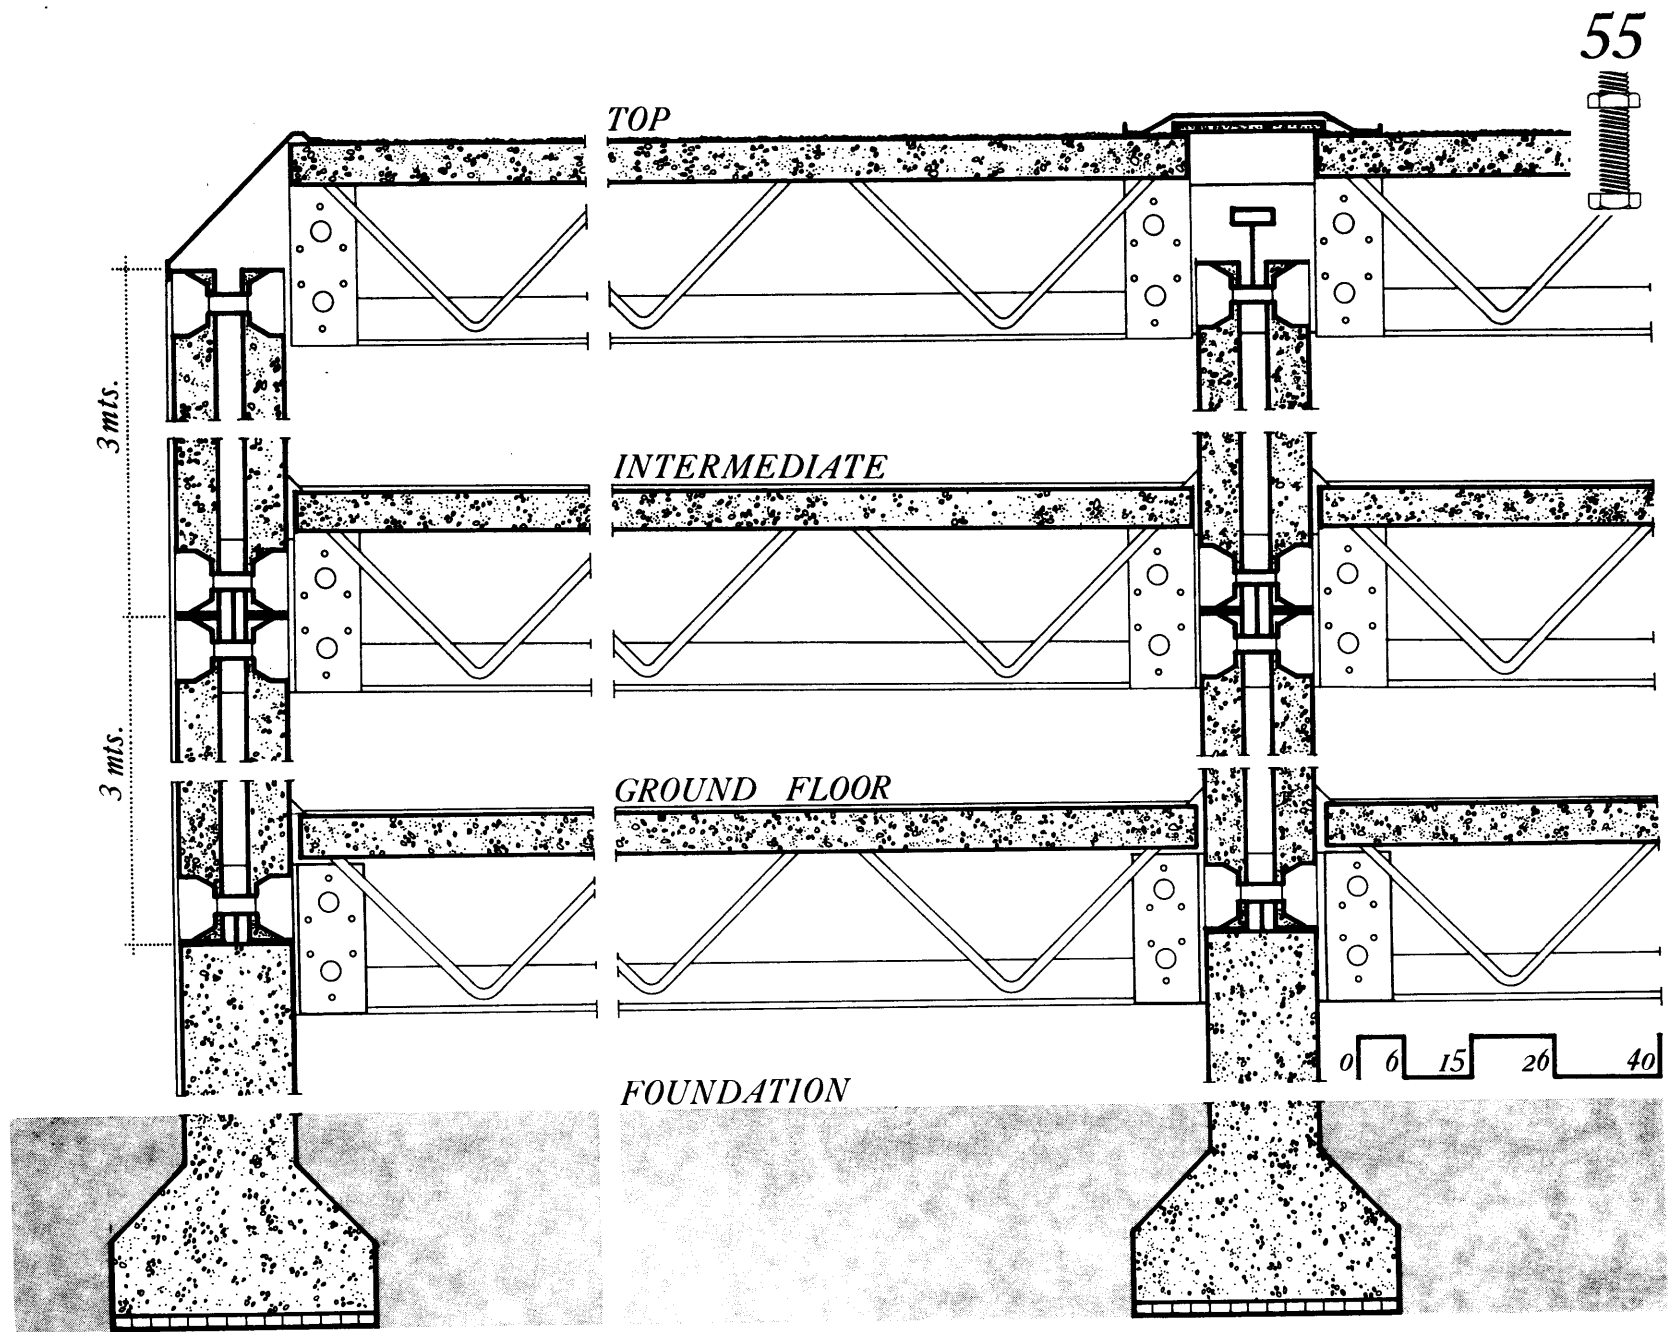 55
TOP
3 mts.
INTERMEDIATE
3 mts.
GROUND FLOOR
0 6 15 26 40
FOUNDATION